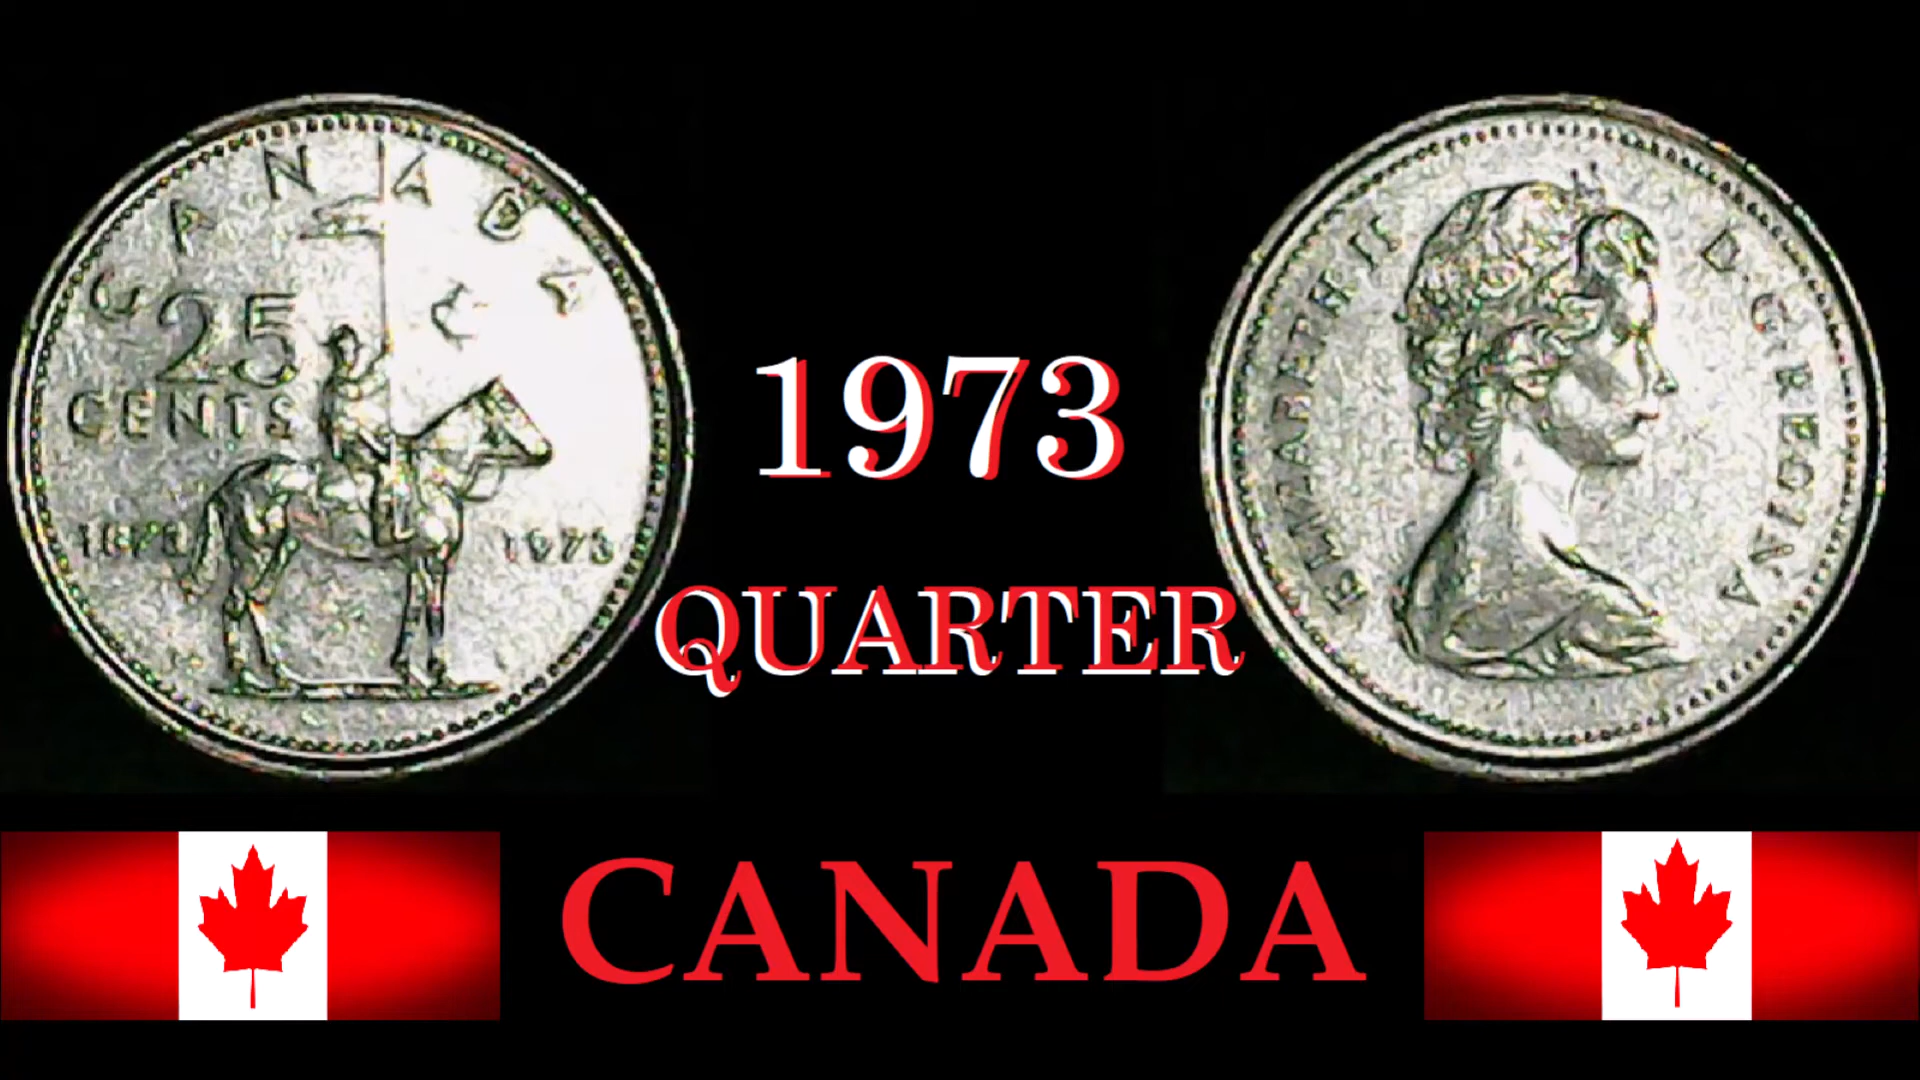 CANADA
25
CENTS
1873
1973
1973
QUARTER
ELIZABETH II D·G·REGINA
CANADA